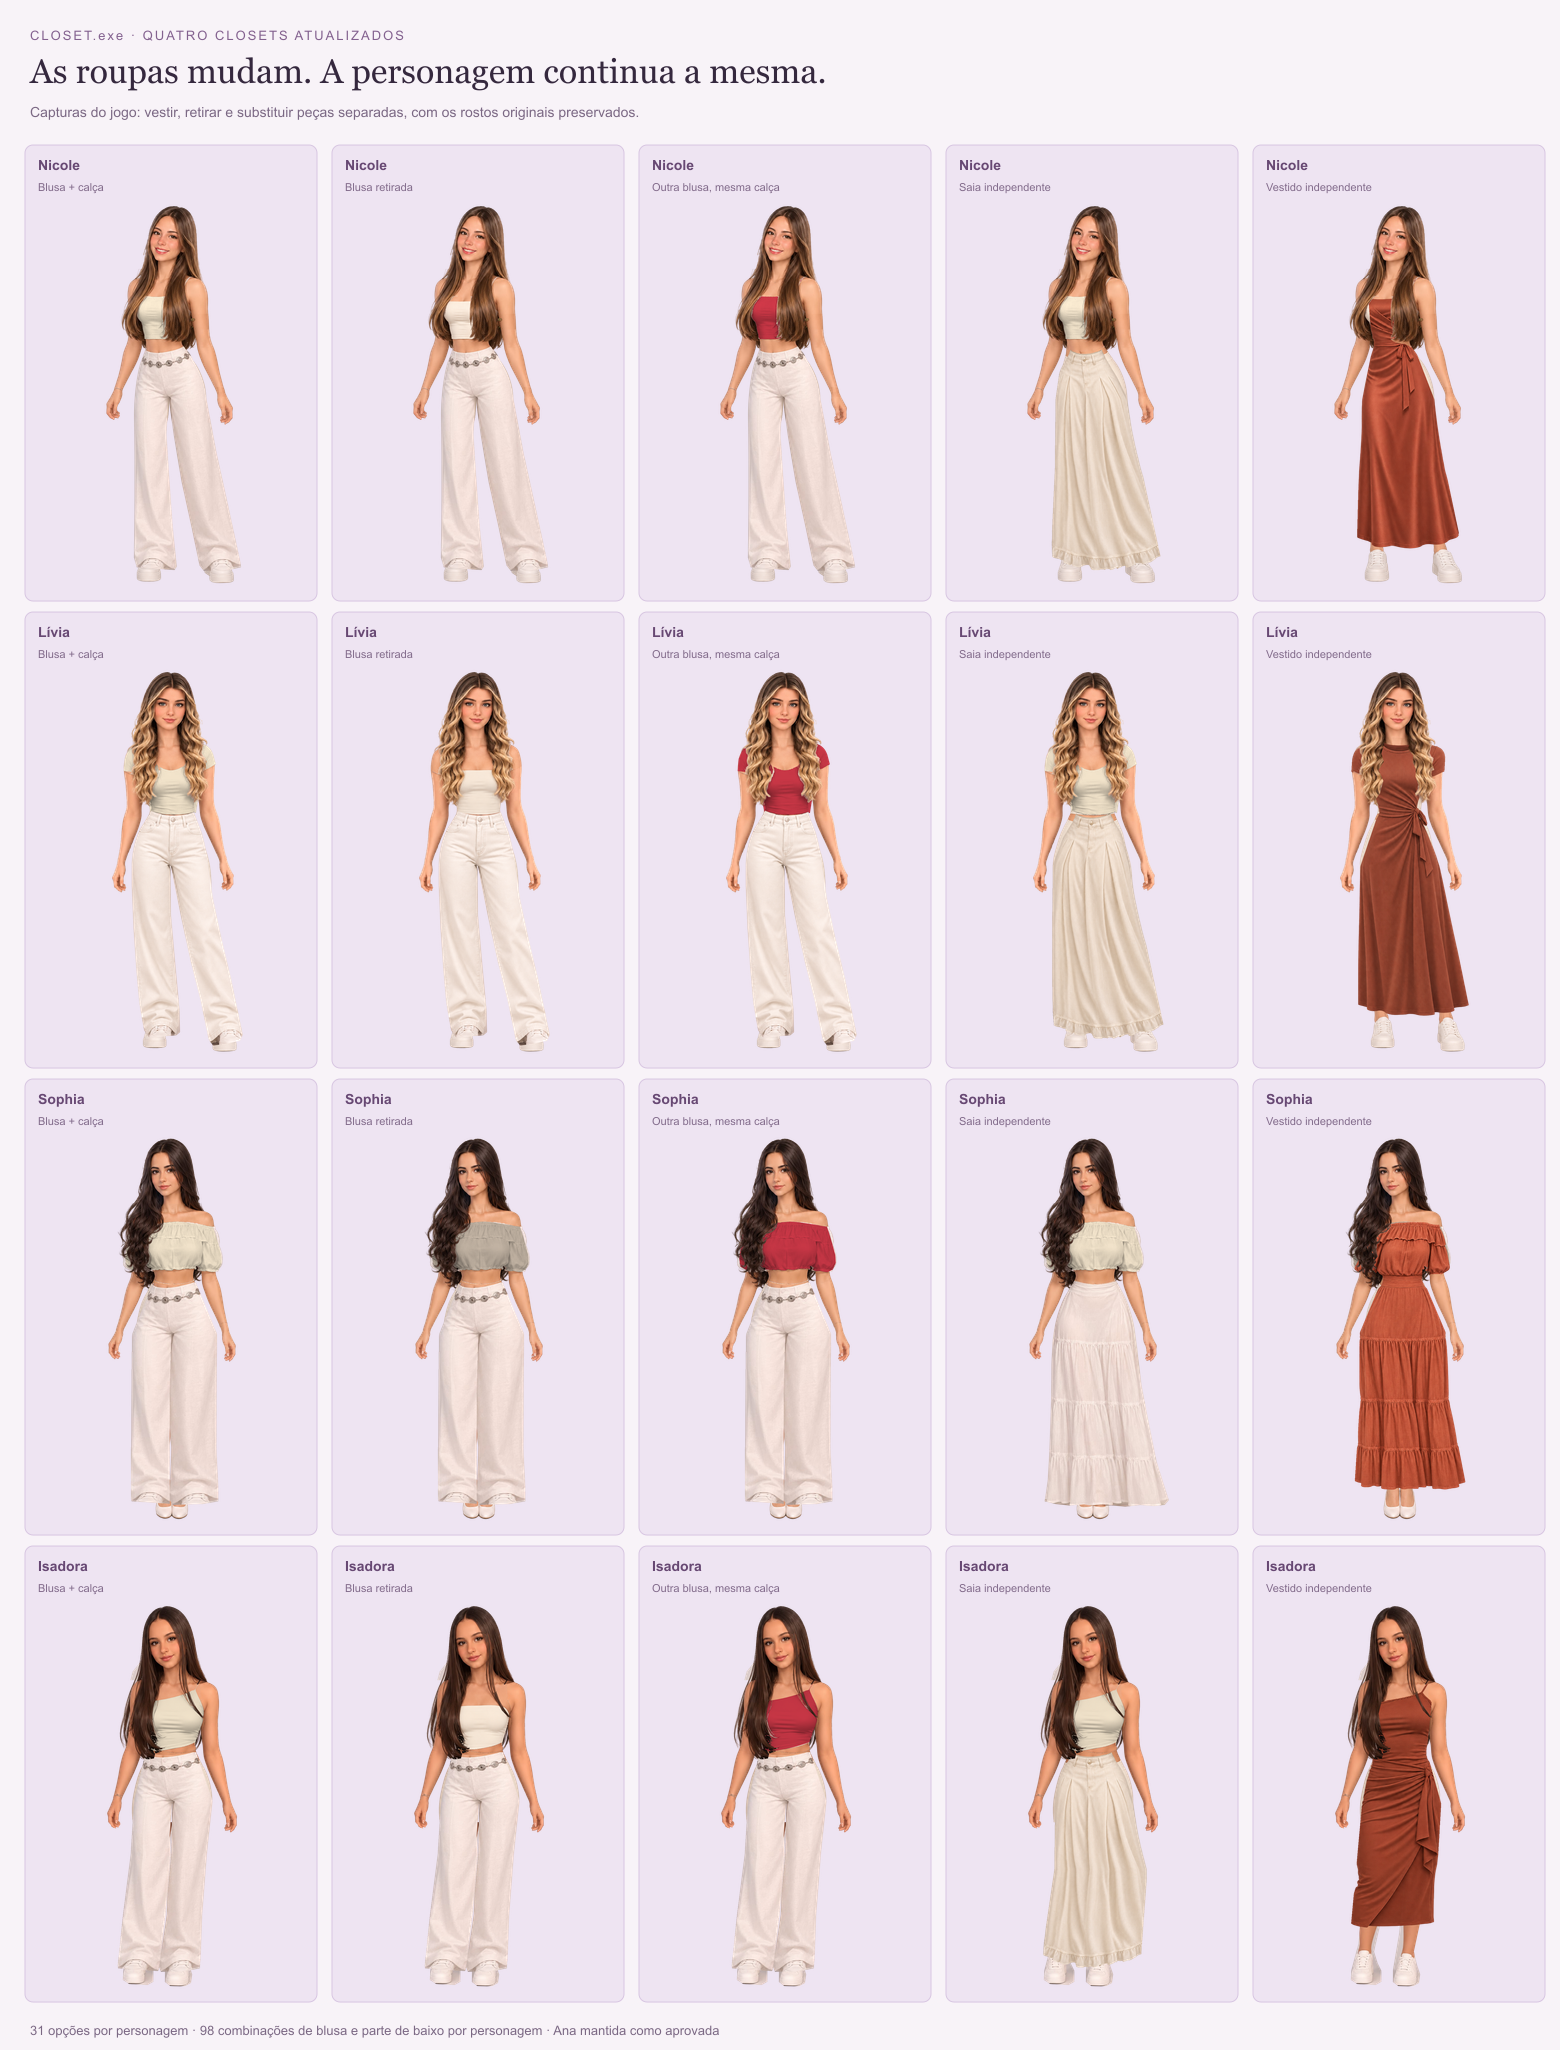 CLOSET.exe · QUATRO CLOSETS ATUALIZADOS
As roupas mudam. A personagem continua a mesma.
Capturas do jogo: vestir, retirar e substituir peças separadas, com os rostos originais preservados.
Nicole
Blusa + calça
Nicole
Blusa retirada
Nicole
Outra blusa, mesma calça
Nicole
Saia independente
Nicole
Vestido independente
Lívia
Blusa + calça
Lívia
Blusa retirada
Lívia
Outra blusa, mesma calça
Lívia
Saia independente
Lívia
Vestido independente
Sophia
Blusa + calça
Sophia
Blusa retirada
Sophia
Outra blusa, mesma calça
Sophia
Saia independente
Sophia
Vestido independente
Isadora
Blusa + calça
Isadora
Blusa retirada
Isadora
Outra blusa, mesma calça
Isadora
Saia independente
Isadora
Vestido independente
31 opções por personagem · 98 combinações de blusa e parte de baixo por personagem · Ana mantida como aprovada